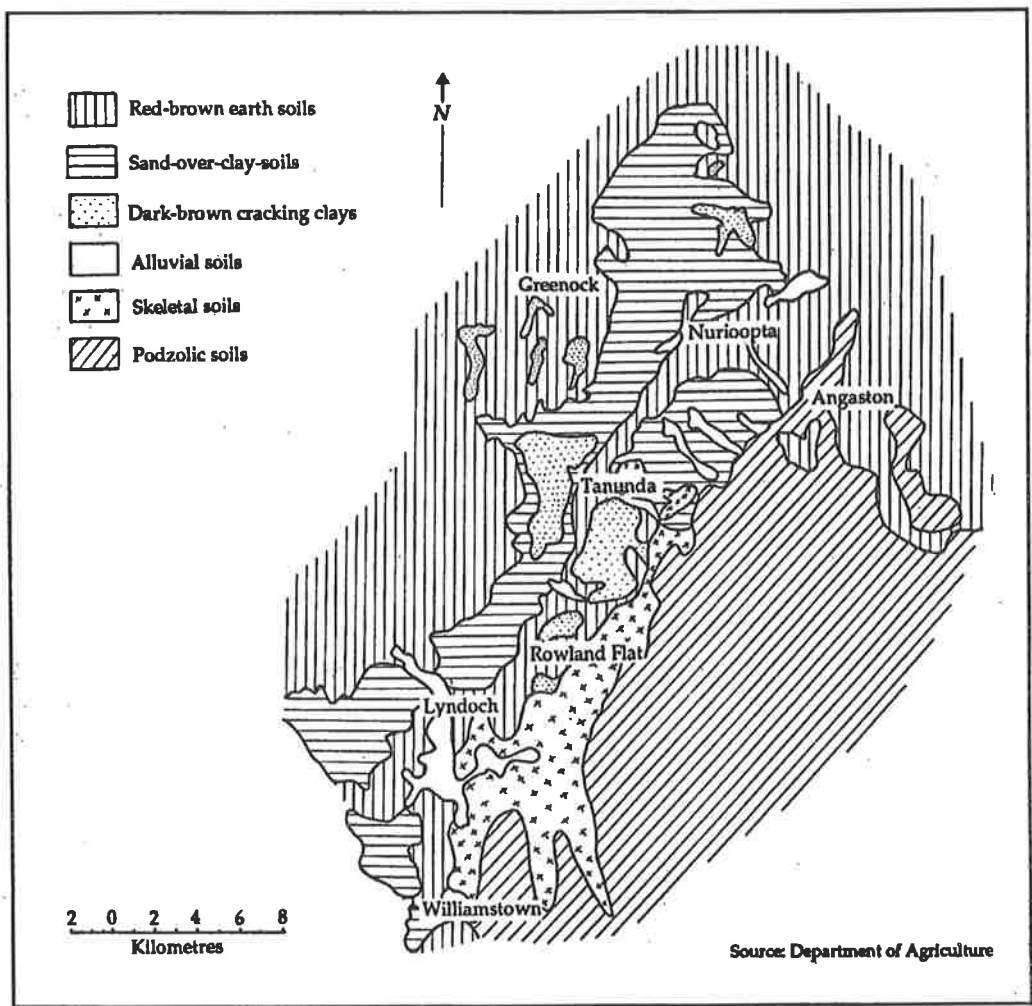 Red-brown earth soils
Sand-over-clay-soils
Dark-brown cracking clays
Alluvial soils
Skeletal soils
Podzolic soils
N
Greenock
Nurioopta
Angaston
Tanunda
Rowland Flat
Lyndoch
Williamstown
2 0 2 4 6 8
Kilometres
Source: Department of Agriculture